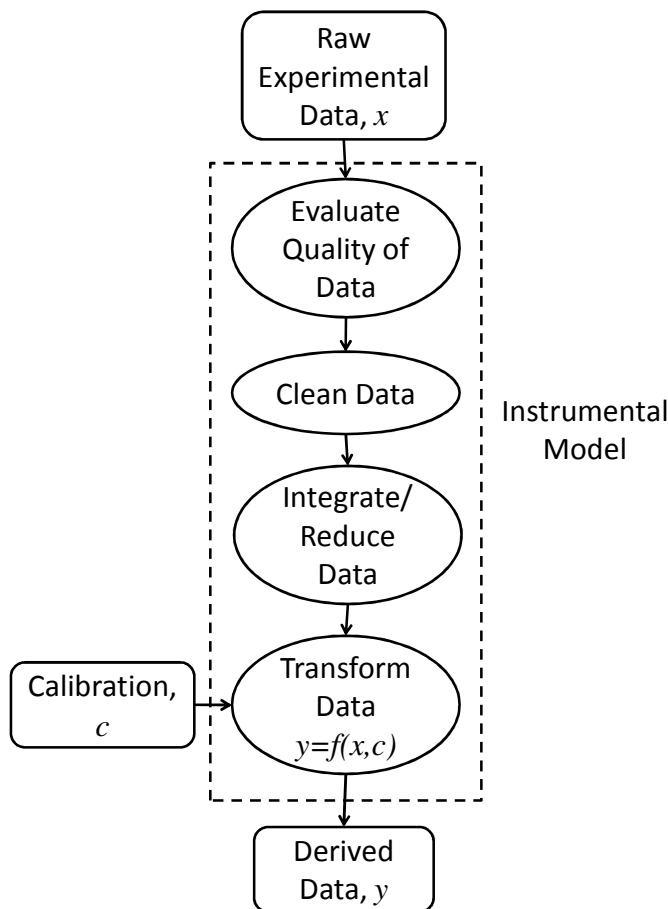 Raw
Experimental
Data, x
Evaluate
Quality of
Data
Clean Data
Instrumental
Model
Integrate/
Reduce
Data
Calibration,
c
Transform
Data
y=f(x,c)
Derived
Data, y